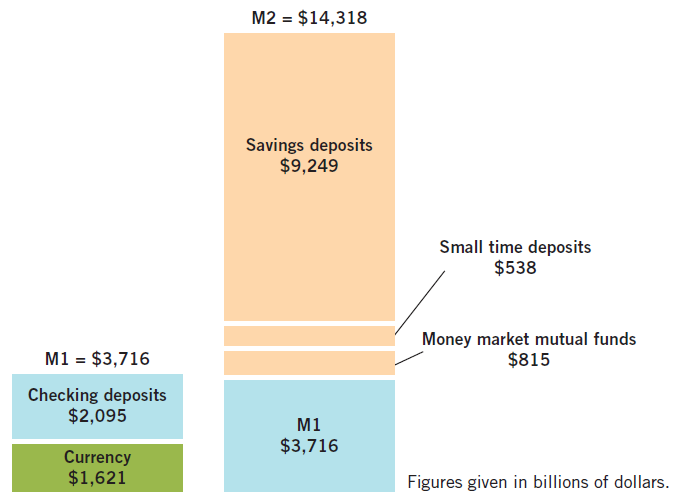 M2 = $14,318
Savings deposits
$9,249
Small time deposits
$538
Money market mutual funds
$815
M1 = $3,716
Checking deposits
$2,095
M1
$3,716
Currency
$1,621
Figures given in billions of dollars.